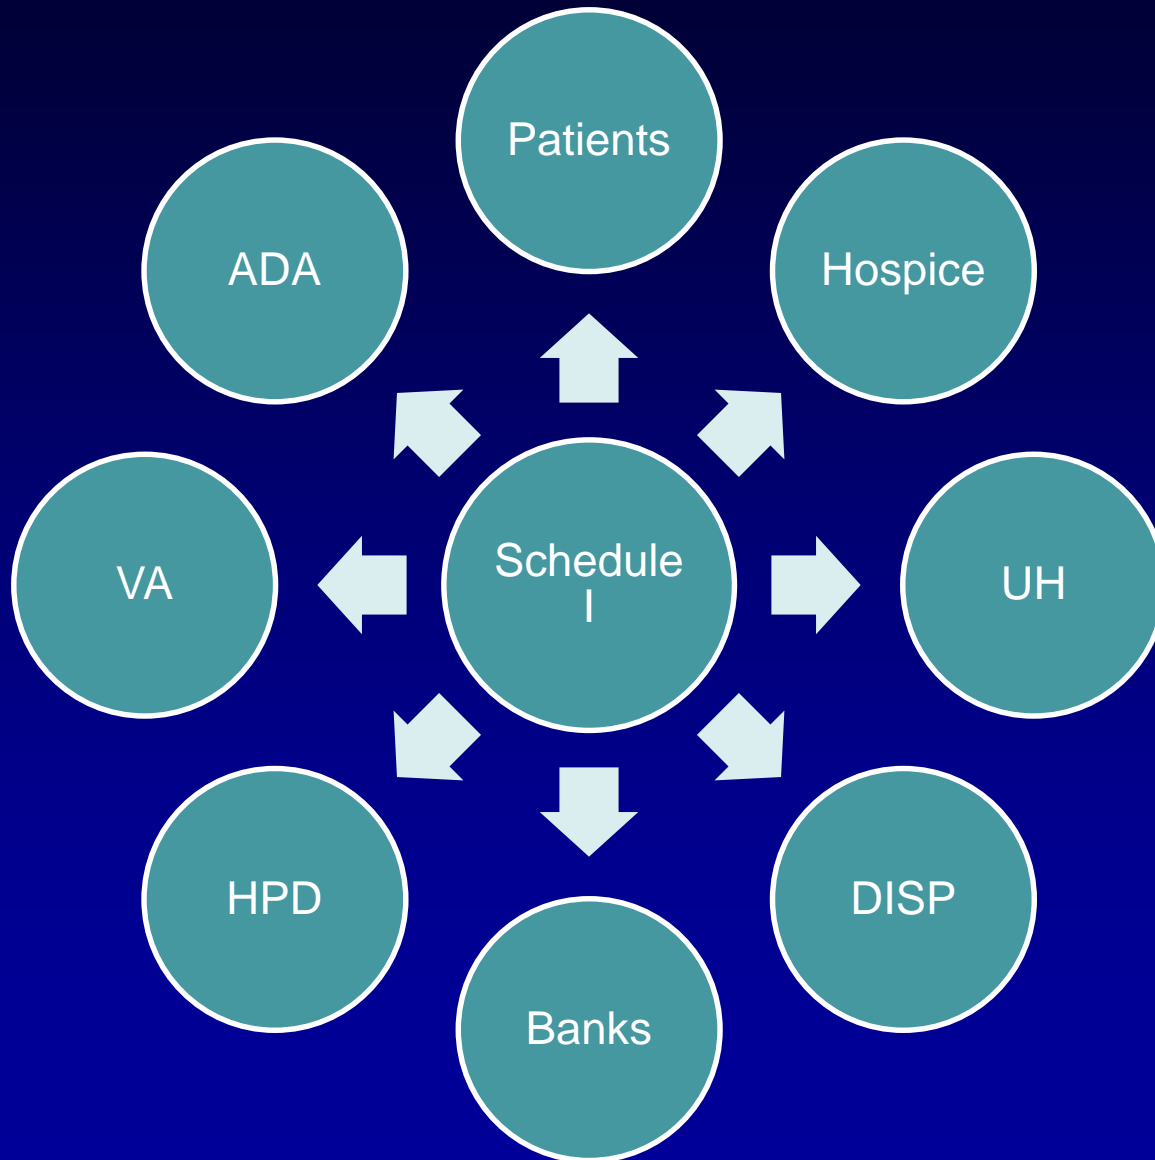 Patients
ADA
Hospice
VA
Schedule
I
UH
HPD
DISP
Banks